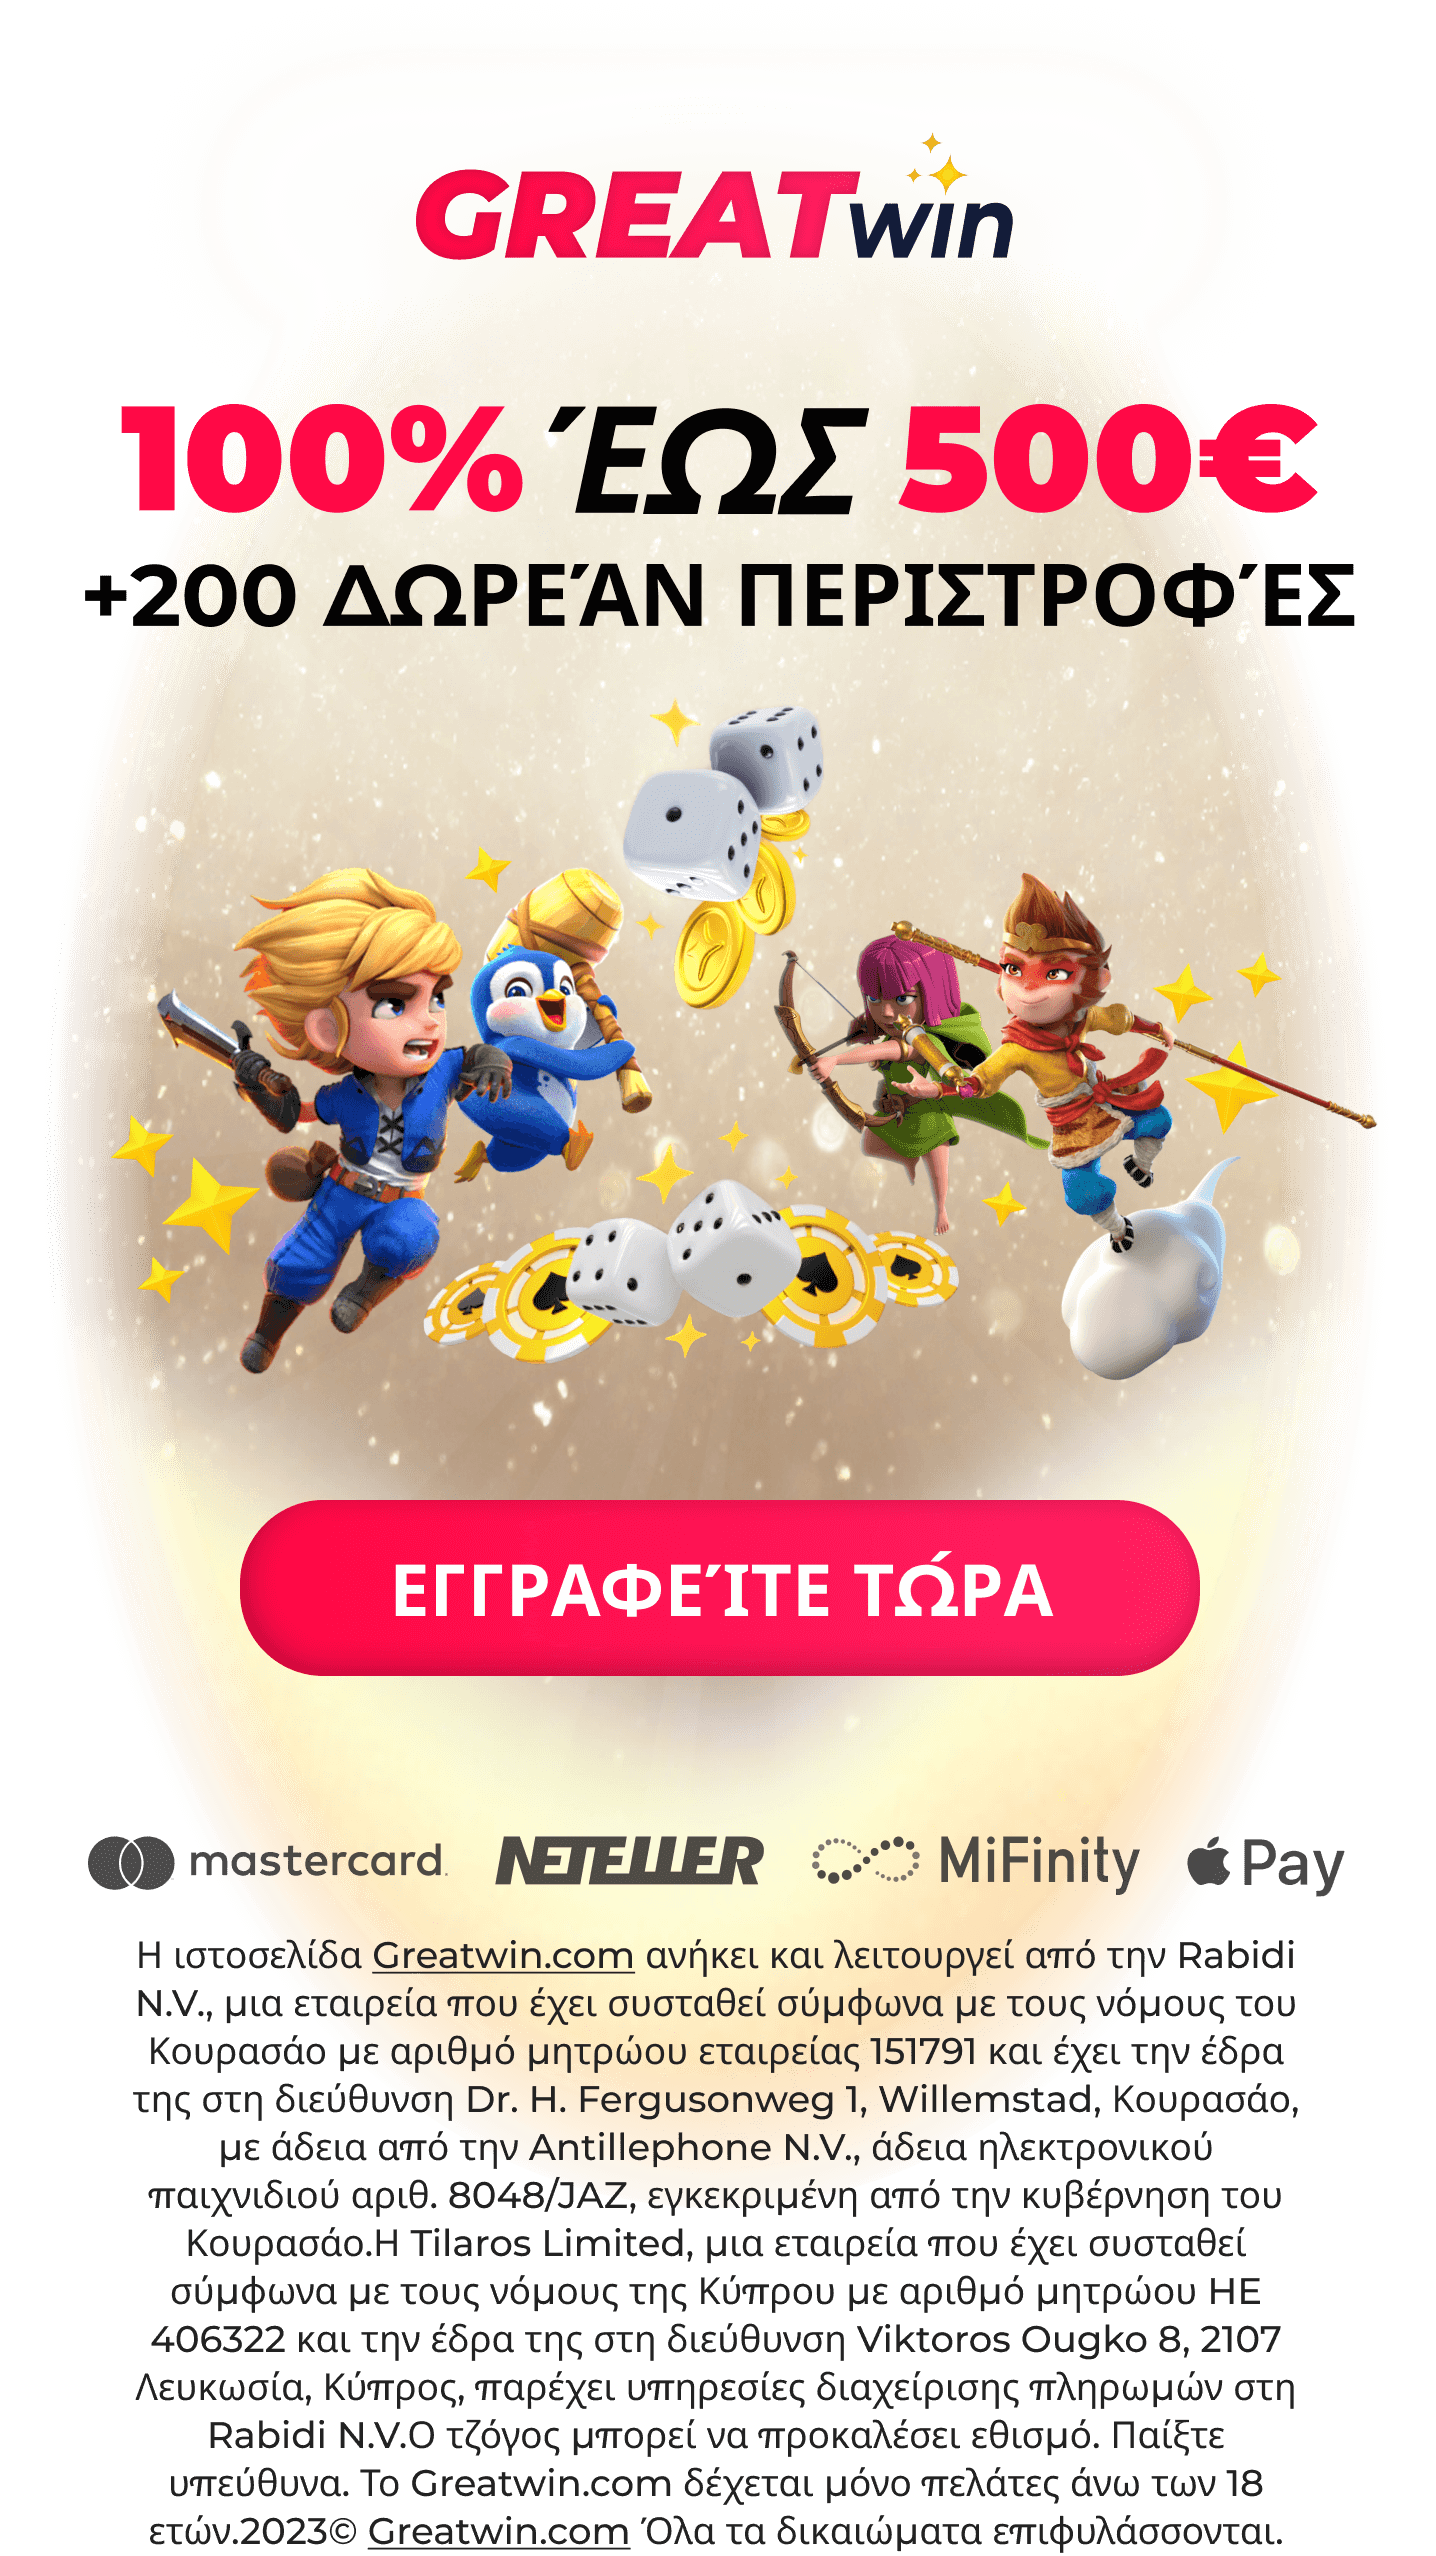 GREATwin
100% ΈΩΣ 500€
+200 ΔΩΡΕΆΝ ΠΕΡΙΣΤΡΟΦΈΣ
ΕΓΓΡΑΦΕΊΤΕ ΤΏΡΑ
mastercard. NETELLER MiFinity Pay
Η ιστοσελίδα Greatwin.com ανήκει και λειτουργεί από την Rabidi
N.V., μια εταιρεία που έχει συσταθεί σύμφωνα με τους νόμους του
Κουρασάο με αριθμό μητρώου εταιρείας 151791 και έχει την έδρα
της στη διεύθυνση Dr. H. Fergusonweg 1, Willemstad, Κουρασάο,
με άδεια από την Antillephone N.V., άδεια ηλεκτρονικού
παιχνιδιού αριθ. 8048/JAZ, εγκεκριμένη από την κυβέρνηση του
Κουρασάο.Η Tilaros Limited, μια εταιρεία που έχει συσταθεί
σύμφωνα με τους νόμους της Κύπρου με αριθμό μητρώου HE
406322 και την έδρα της στη διεύθυνση Viktoros Ougko 8, 2107
Λευκωσία, Κύπρος, παρέχει υπηρεσίες διαχείρισης πληρωμών στη
Rabidi N.V.Ο τζόγος μπορεί να προκαλέσει εθισμό. Παίξτε
υπεύθυνα. Το Greatwin.com δέχεται μόνο πελάτες άνω των 18
ετών.2023© Greatwin.com Όλα τα δικαιώματα επιφυλάσσονται.